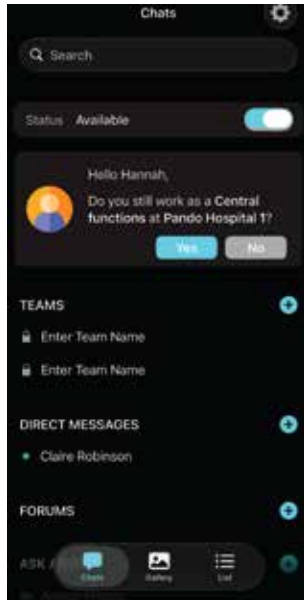 Chats
Search
Status Available
Hello Hannah,
Do you still work as a Central
functions at Pando Hospital 1?
Yes
No
TEAMS
Enter Team Name
Enter Team Name
DIRECT MESSAGES
Claire Robinson
FORUMS
ASK
Chats
Gallery
List